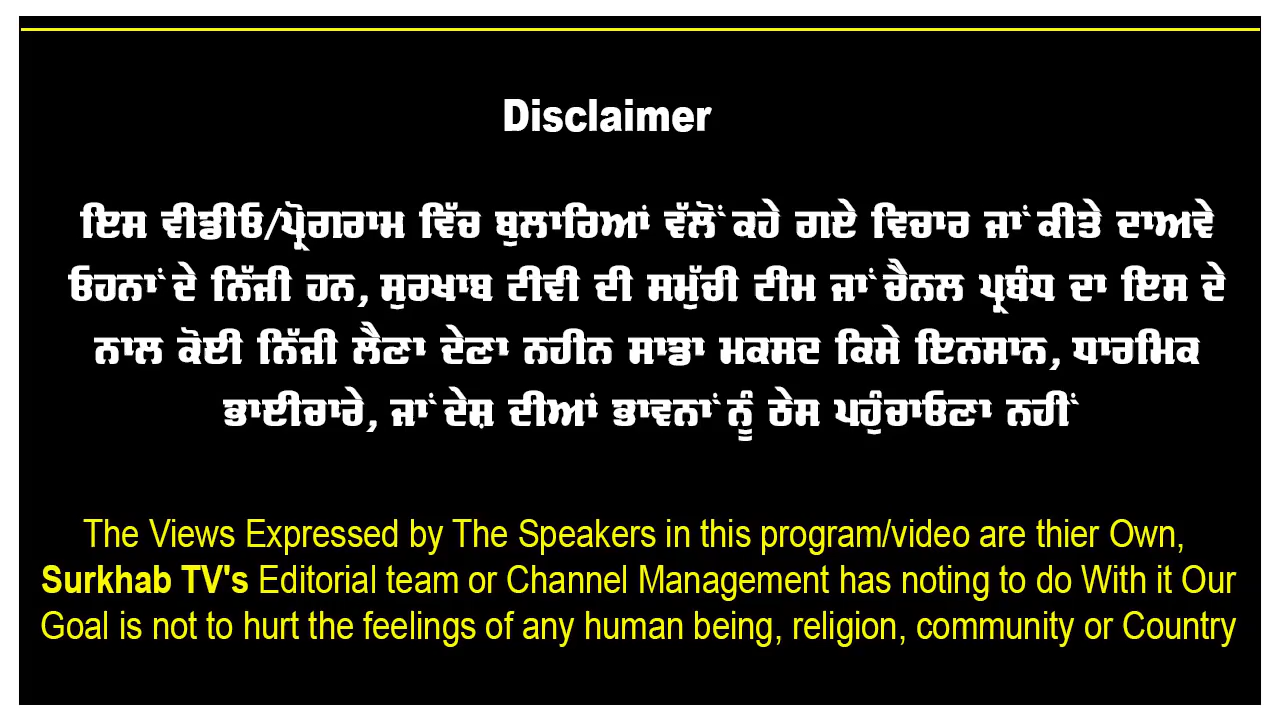 Disclaimer
ਇਸ ਵੀਡੀਓ/ਪ੍ਰੋਗਰਾਮ ਵਿੱਚ ਬੁਲਾਰਿਆਂ ਵੱਲੋਂ ਕਹੇ ਗਏ ਵਿਚਾਰ ਜਾਂ ਕੀਤੇ ਦਾਅਵੇ
ਓਹਨਾਂ ਦੇ ਨਿੱਜੀ ਹਨ, ਸੁਰਖਾਬ ਟੀਵੀ ਦੀ ਸਮੁੱਚੀ ਟੀਮ ਜਾਂ ਚੈਨਲ ਪ੍ਰਬੰਧ ਦਾ ਇਸ ਦੇ
ਨਾਲ ਕੋਈ ਨਿੱਜੀ ਲੈਣਾ ਦੇਣਾ ਨਹੀਨ ਸਾਡਾ ਮਕਸਦ ਕਿਸੇ ਇਨਸਾਨ, ਧਾਰਮਿਕ
ਭਾਈਚਾਰੇ, ਜਾਂ ਦੇਸ਼ ਦੀਆਂ ਭਾਵਨਾਂ ਨੂੰ ਠੇਸ ਪਹੁੰਚਾਓਣਾ ਨਹੀਂ
The Views Expressed by The Speakers in this program/video are thier Own,
Surkhab TV's Editorial team or Channel Management has noting to do With it Our
Goal is not to hurt the feelings of any human being, religion, community or Country